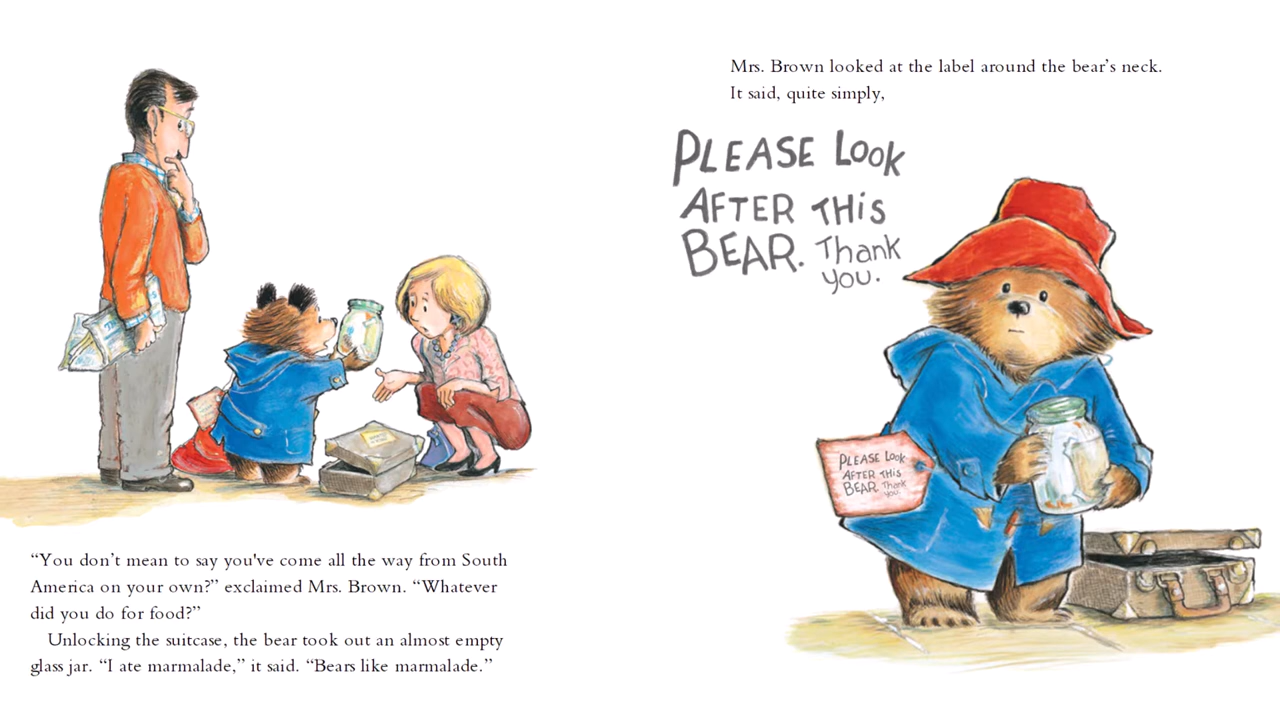 “You don’t mean to say you've come all the way from South
America on your own?” exclaimed Mrs. Brown. “Whatever
did you do for food?”
Unlocking the suitcase, the bear took out an almost empty
glass jar. “I ate marmalade,” it said. “Bears like marmalade.”
Mrs. Brown looked at the label around the bear’s neck.
It said, quite simply,
PLEASE LOOK
AFTER THiS
BEAR. Thank
you.
PLEASE LOOK
AFTER THiS
BEAR. Thank
you.